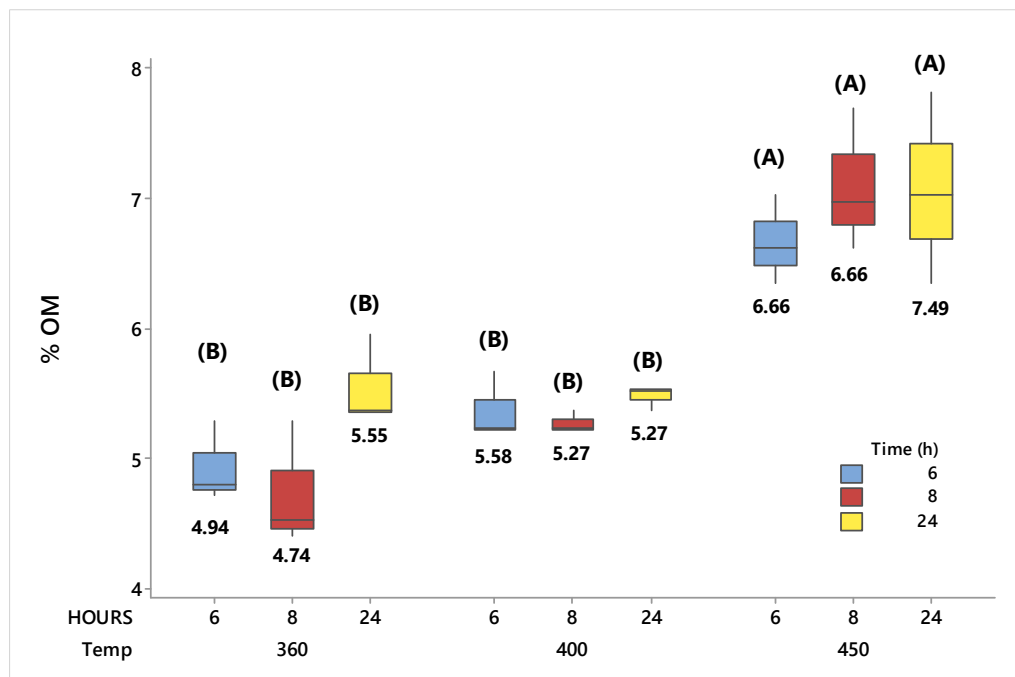 8
(A)
(A)
(A)
7
6.66
6.66
7.49
% OM
6
(B)
(B)
(B)
(B)
(B)
(B)
5.55
5.58
5.27
5.27
5
4.94
4.74
Time (h)
6
8
24
4
HOURS 6 8 24 6 8 24 6 8 24
Temp 360 400 450